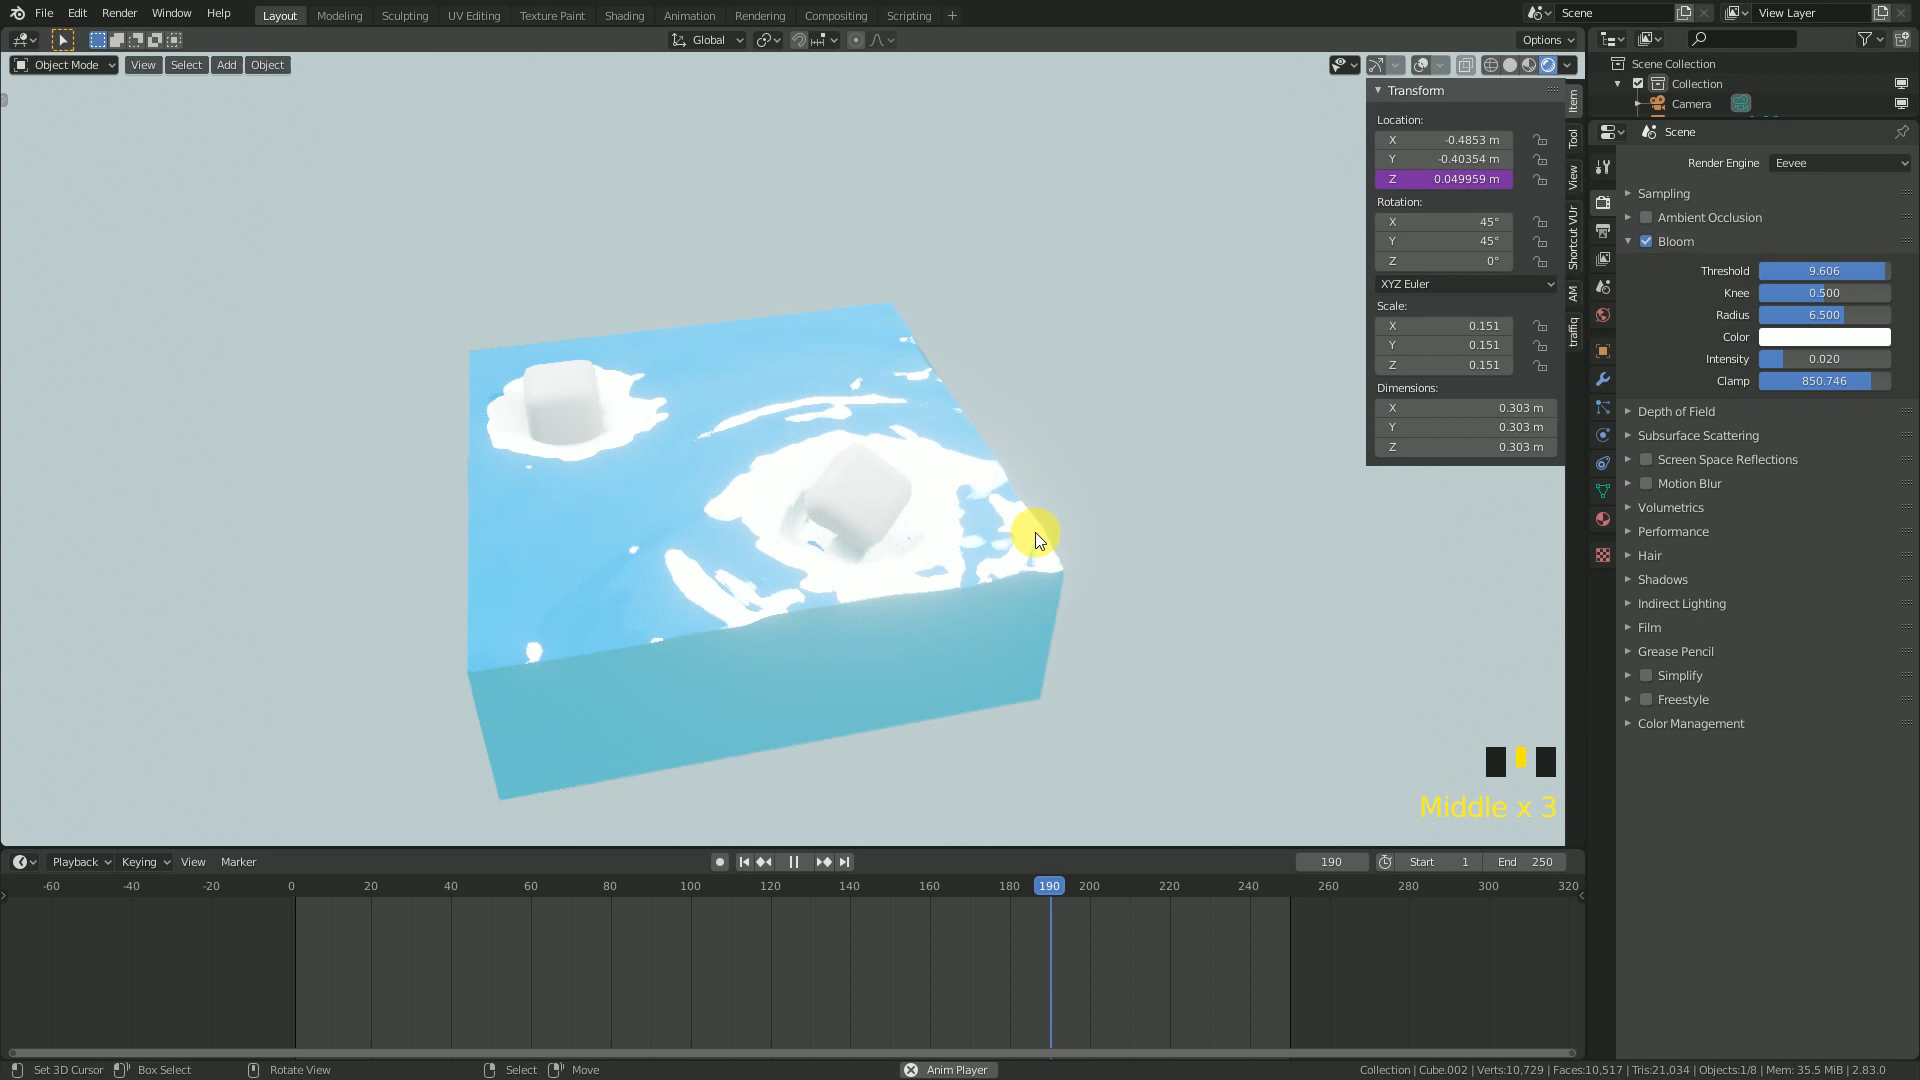 File Edit Render Window Help Layout Modeling Sculpting UV Editing Texture Paint Shading Animation Rendering Compositing Scripting + Scene View Layer
Global Options
Object Mode View Select Add Object
Scene Collection
Collection
Camera
Transform
Location:
X -0.4853 m
Y -0.40354 m
Z 0.049959 m
Rotation:
X 45°
Y 45°
Z 0°
XYZ Euler
Scale:
X 0.151
Y 0.151
Z 0.151
Dimensions:
X 0.303 m
Y 0.303 m
Z 0.303 m
Item
Tool
View
Shortcut VUr
AM
traffiq
Scene
Render Engine Eevee
Sampling
Ambient Occlusion
Bloom
Threshold 9.606
Knee 0.500
Radius 6.500
Color
Intensity 0.020
Clamp 850.746
Depth of Field
Subsurface Scattering
Screen Space Reflections
Motion Blur
Volumetrics
Performance
Hair
Shadows
Indirect Lighting
Film
Grease Pencil
Simplify
Freestyle
Color Management
Middle x 3
Playback Keying View Marker 190 Start 1 End 250
-60 -40 -20 0 20 40 60 80 100 120 140 160 180 190 200 220 240 260 280 300 320
Set 3D Cursor Box Select Rotate View Select Move Anim Player Collection | Cube.002 | Verts:10,729 | Faces:10,517 | Tris:21,034 | Objects:1/8 | Mem: 35.5 MiB | 2.83.0